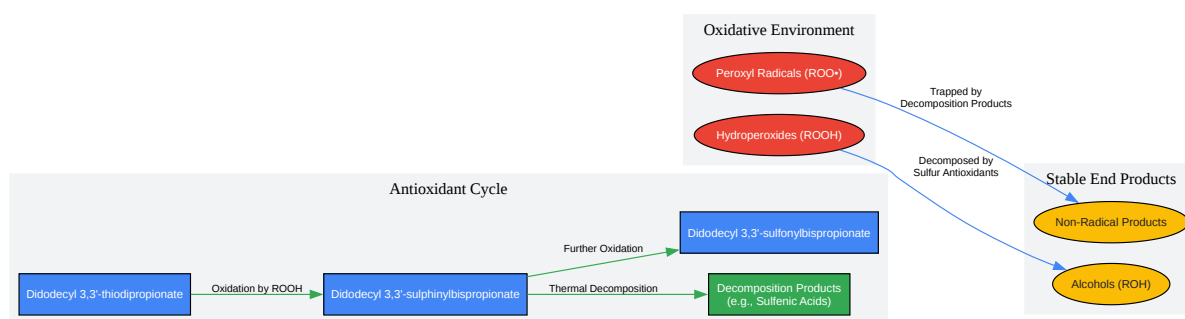 Oxidative Environment
Peroxyl Radicals (ROO•)
Hydroperoxides (ROOH)
Trapped by
Decomposition Products
Decomposed by
Sulfur Antioxidants
Stable End Products
Non-Radical Products
Alcohols (ROH)
Antioxidant Cycle
Didodecyl 3,3'-thiodipropionate
Oxidation by ROOH
Didodecyl 3,3'-sulphinylbispropionate
Further Oxidation
Didodecyl 3,3'-sulfonylbispropionate
Thermal Decomposition
Decomposition Products
(e.g., Sulfenic Acids)